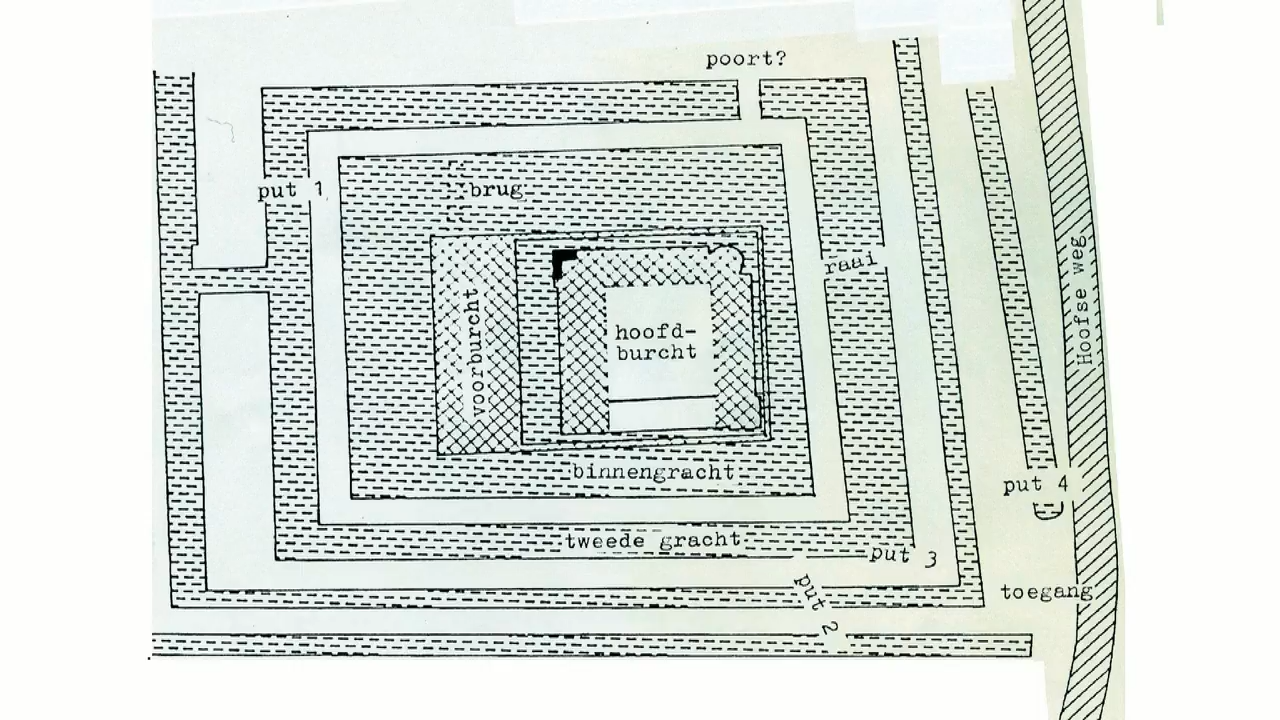 poort?
put 1
brug
Hoofse weg
raai
voorburcht
hoofd-
burcht
binnengracht
put 4
tweede gracht
put 3
put 2
toegang